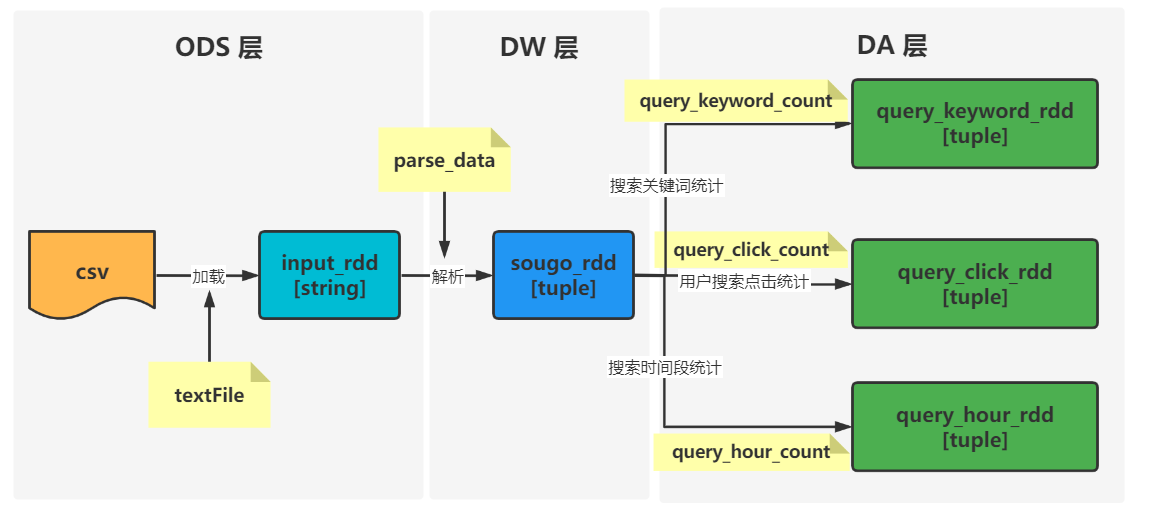 ODS 层
DW 层
DA 层
csv
加载
textFile
input_rdd
[string]
parse_data
解析
sougo_rdd
[tuple]
query_keyword_count
搜索关键词统计
query_keyword_rdd
[tuple]
query_click_count
用户搜索点击统计
query_click_rdd
[tuple]
搜索时间段统计
query_hour_count
query_hour_rdd
[tuple]